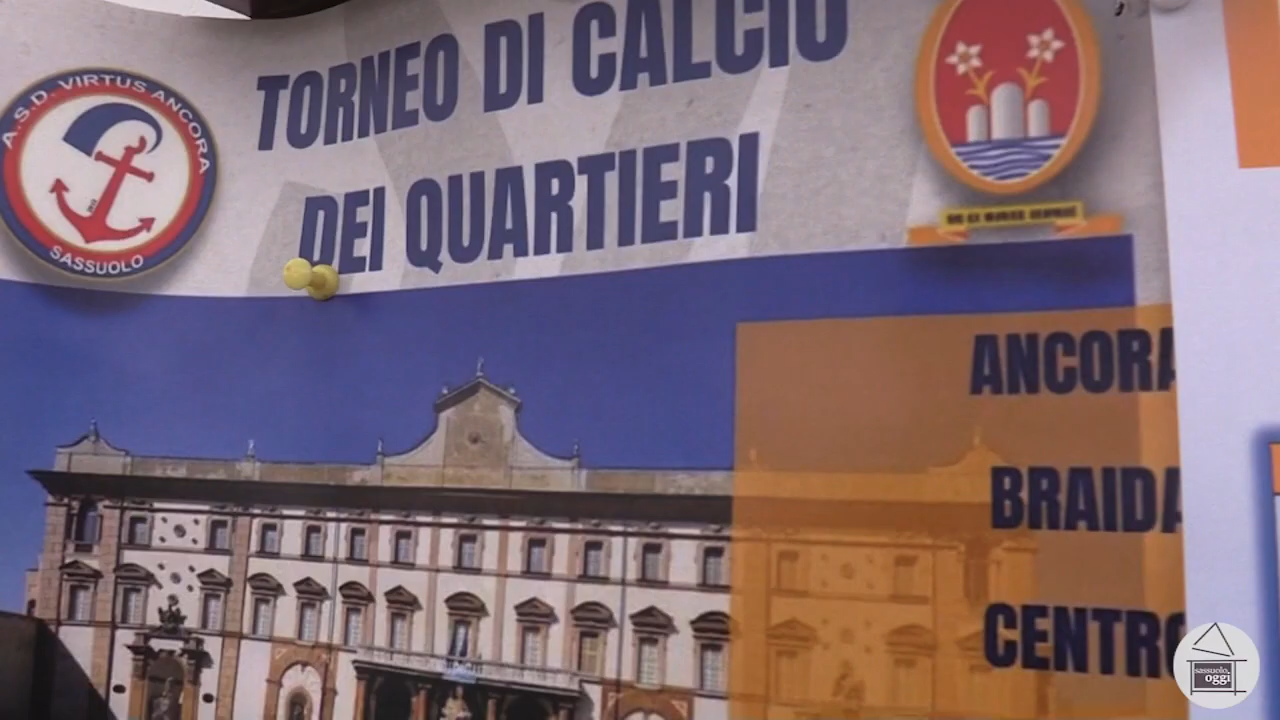 A.S.D. VIRTUS ANCORA
SASSUOLO
TORNEO DI CALCIO
DEI QUARTIERI
ANCORA
BRAIDA
CENTRO
sassuolo
oggi